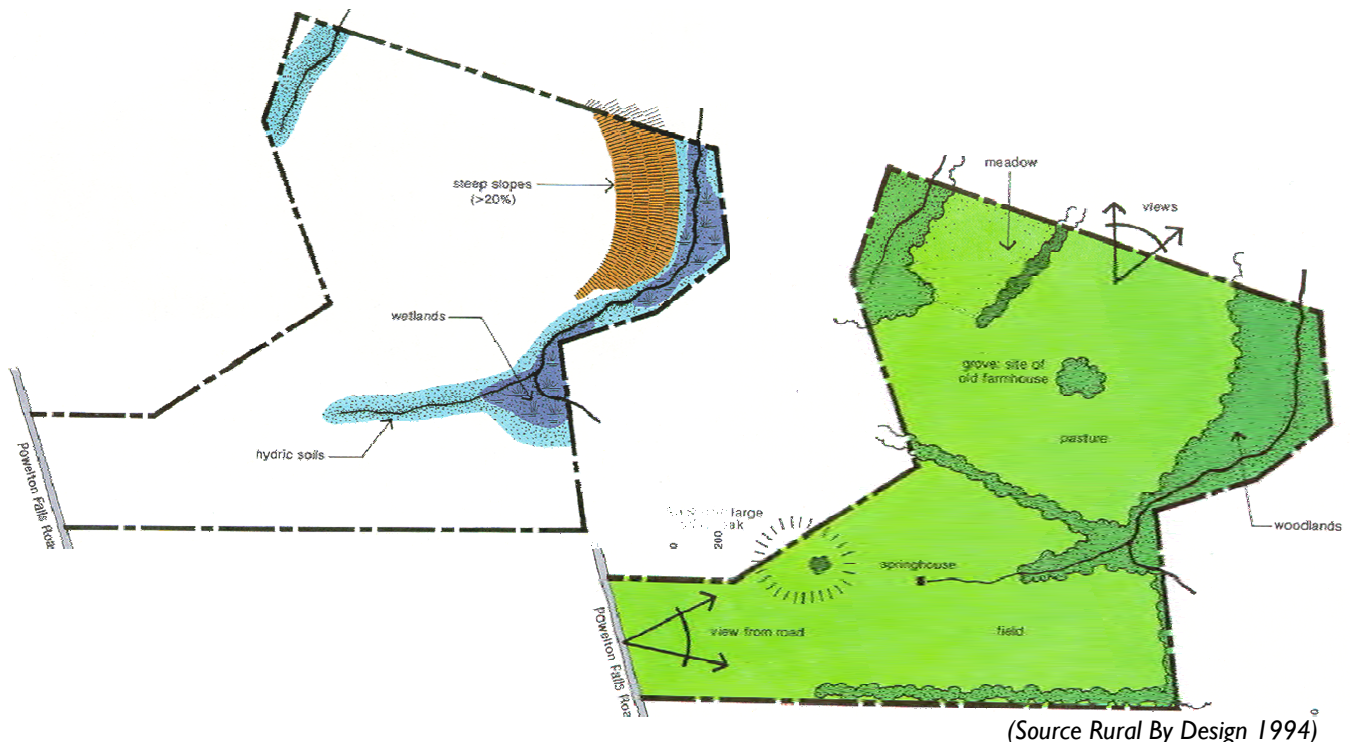 steep slopes
(>20%)
wetlands
hydric soils
Powelton Falls Road
meadow
views
grove: site of
old farmhouse
pasture
woodlands
large
0
200
springhouse
view from road
field
Powelton Falls Roa
(Source Rural By Design 1994)